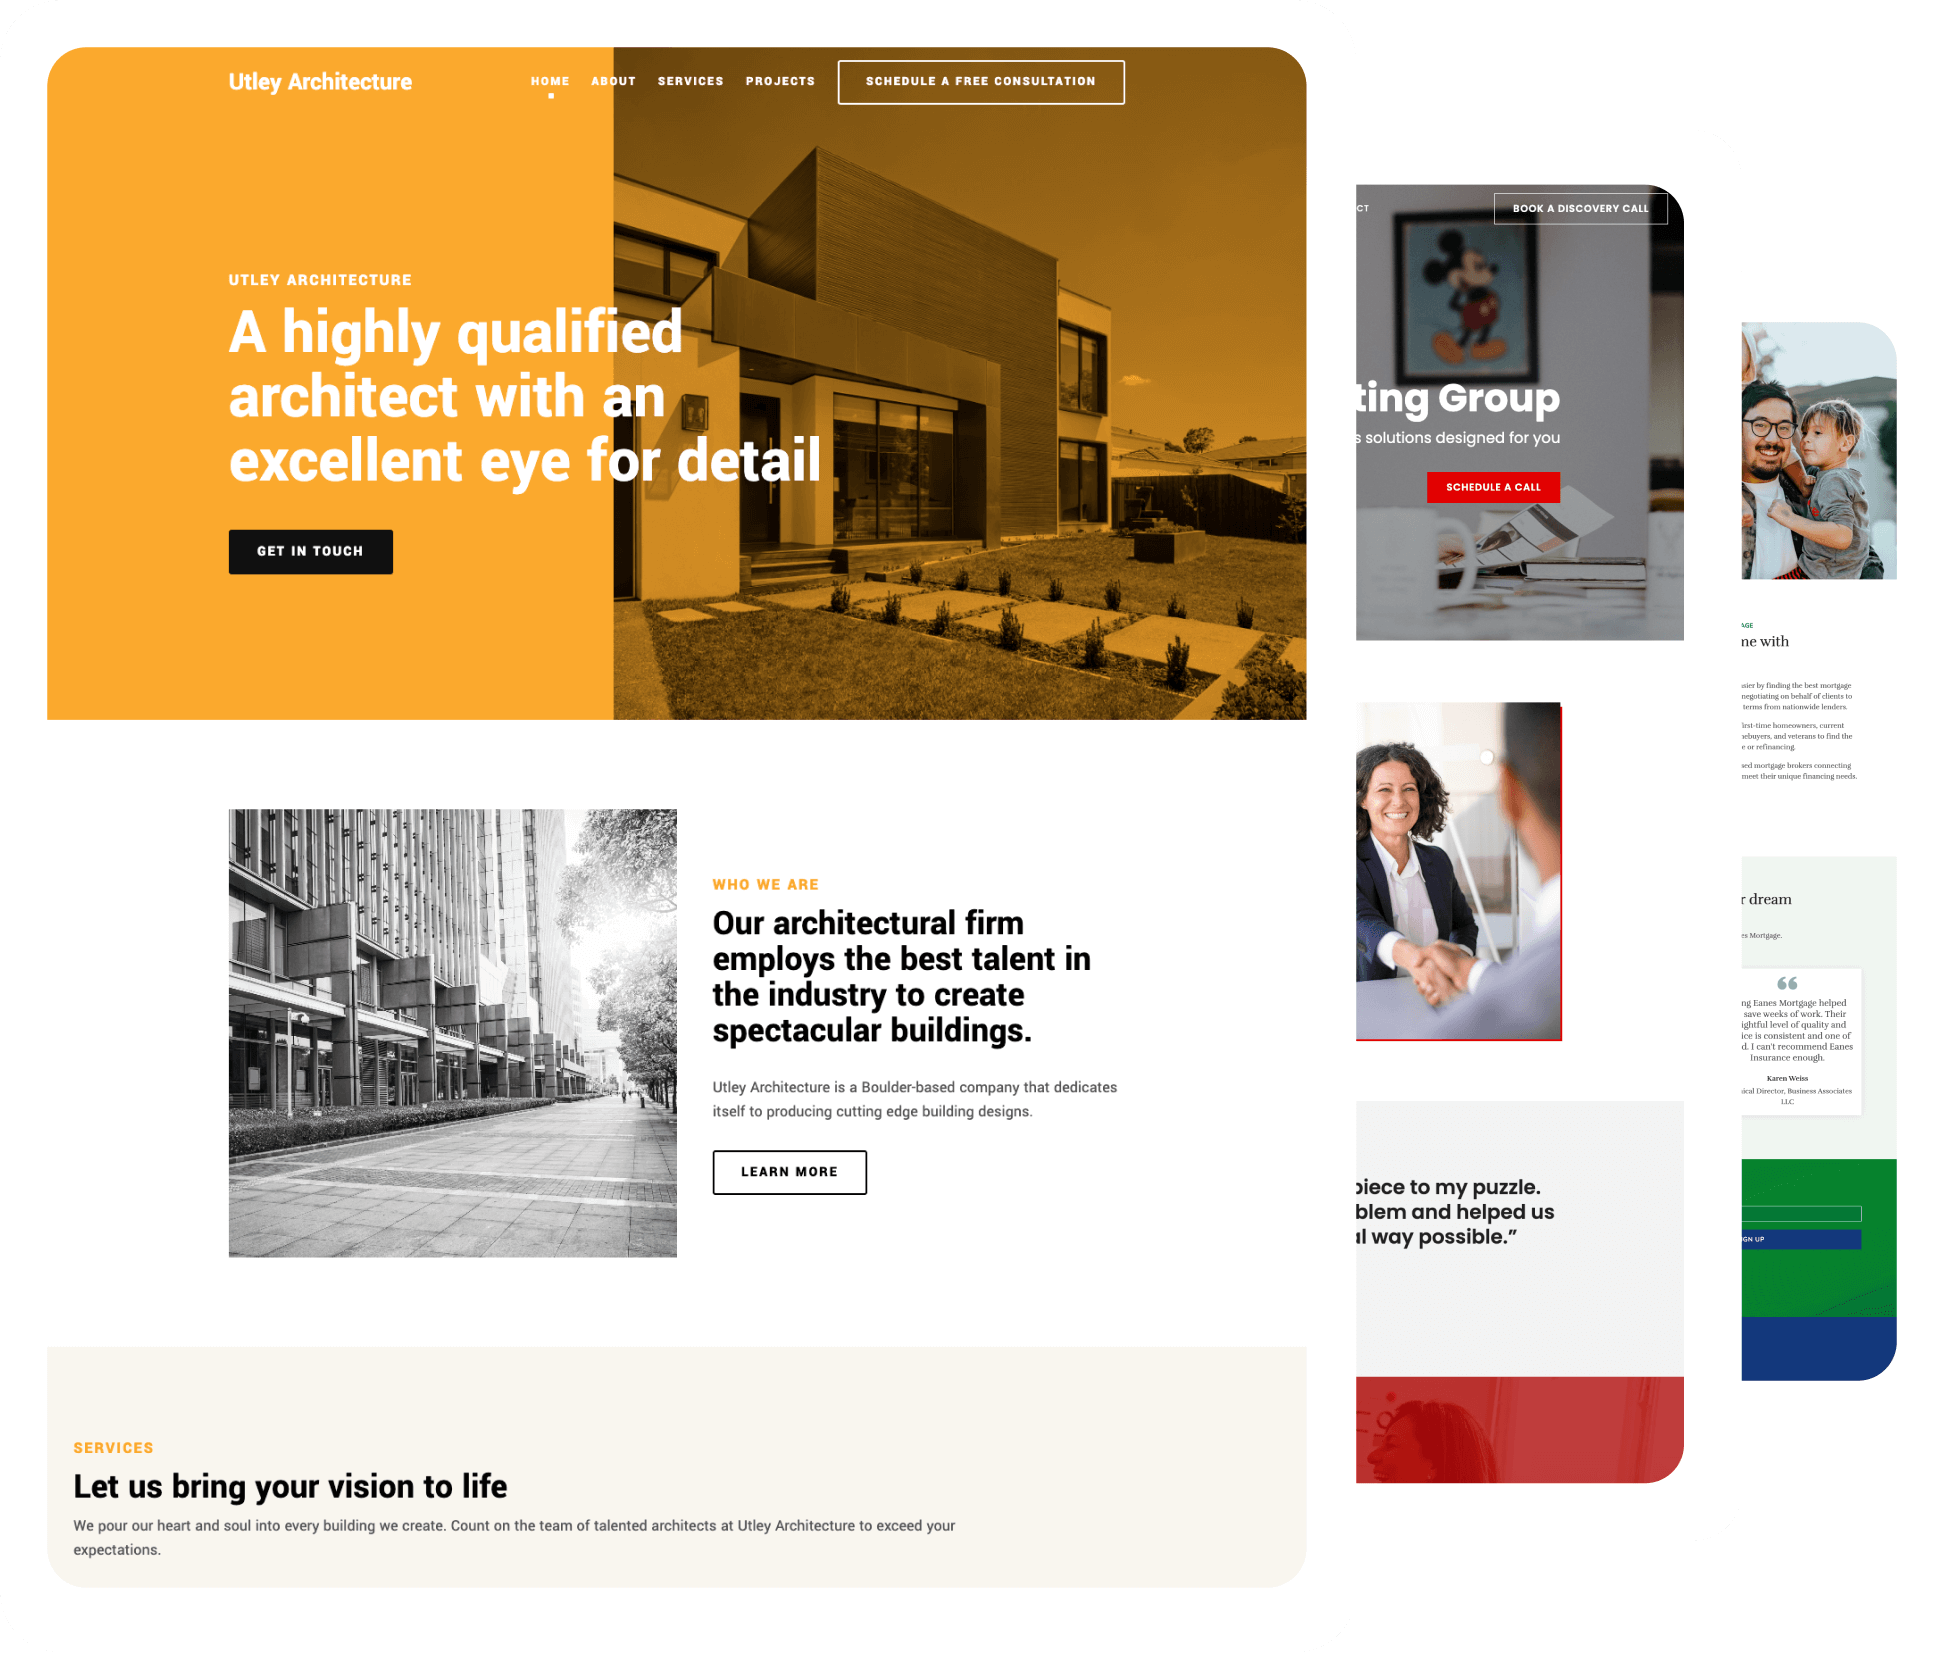 Utley Architecture
HOME ABOUT SERVICES PROJECTS SCHEDULE A FREE CONSULTATION
UTLEY ARCHITECTURE
A highly qualified
architect with an
excellent eye for detail
GET IN TOUCH
WHO WE ARE
Our architectural firm
employs the best talent in
the industry to create
spectacular buildings.
Utley Architecture is a Boulder-based company that dedicates
itself to producing cutting edge building designs.
LEARN MORE
SERVICES
Let us bring your vision to life
We pour our heart and soul into every building we create. Count on the team of talented architects at Utley Architecture to exceed your
expectations.
CT BOOK A DISCOVERY CALL
ting Group
s solutions designed for you
SCHEDULE A CALL
piece to my puzzle.
blem and helped us
al way possible.”
AGE
me with
sier by finding the best mortgage
negotiating on behalf of clients to
terms from nationwide lenders.
first-time homeowners, current
nebuyers, and veterans to find the
e or refinancing.
sed mortgage brokers connecting
meet their unique financing needs.
r dream
es Mortgage.
“
ng Eanes Mortgage helped
save weeks of work. Their
ightful level of quality and
ice is consistent and one of
d. I can't recommend Eanes
Insurance enough.
Karen Weiss
ical Director, Business Associates
LLC
IGN UP